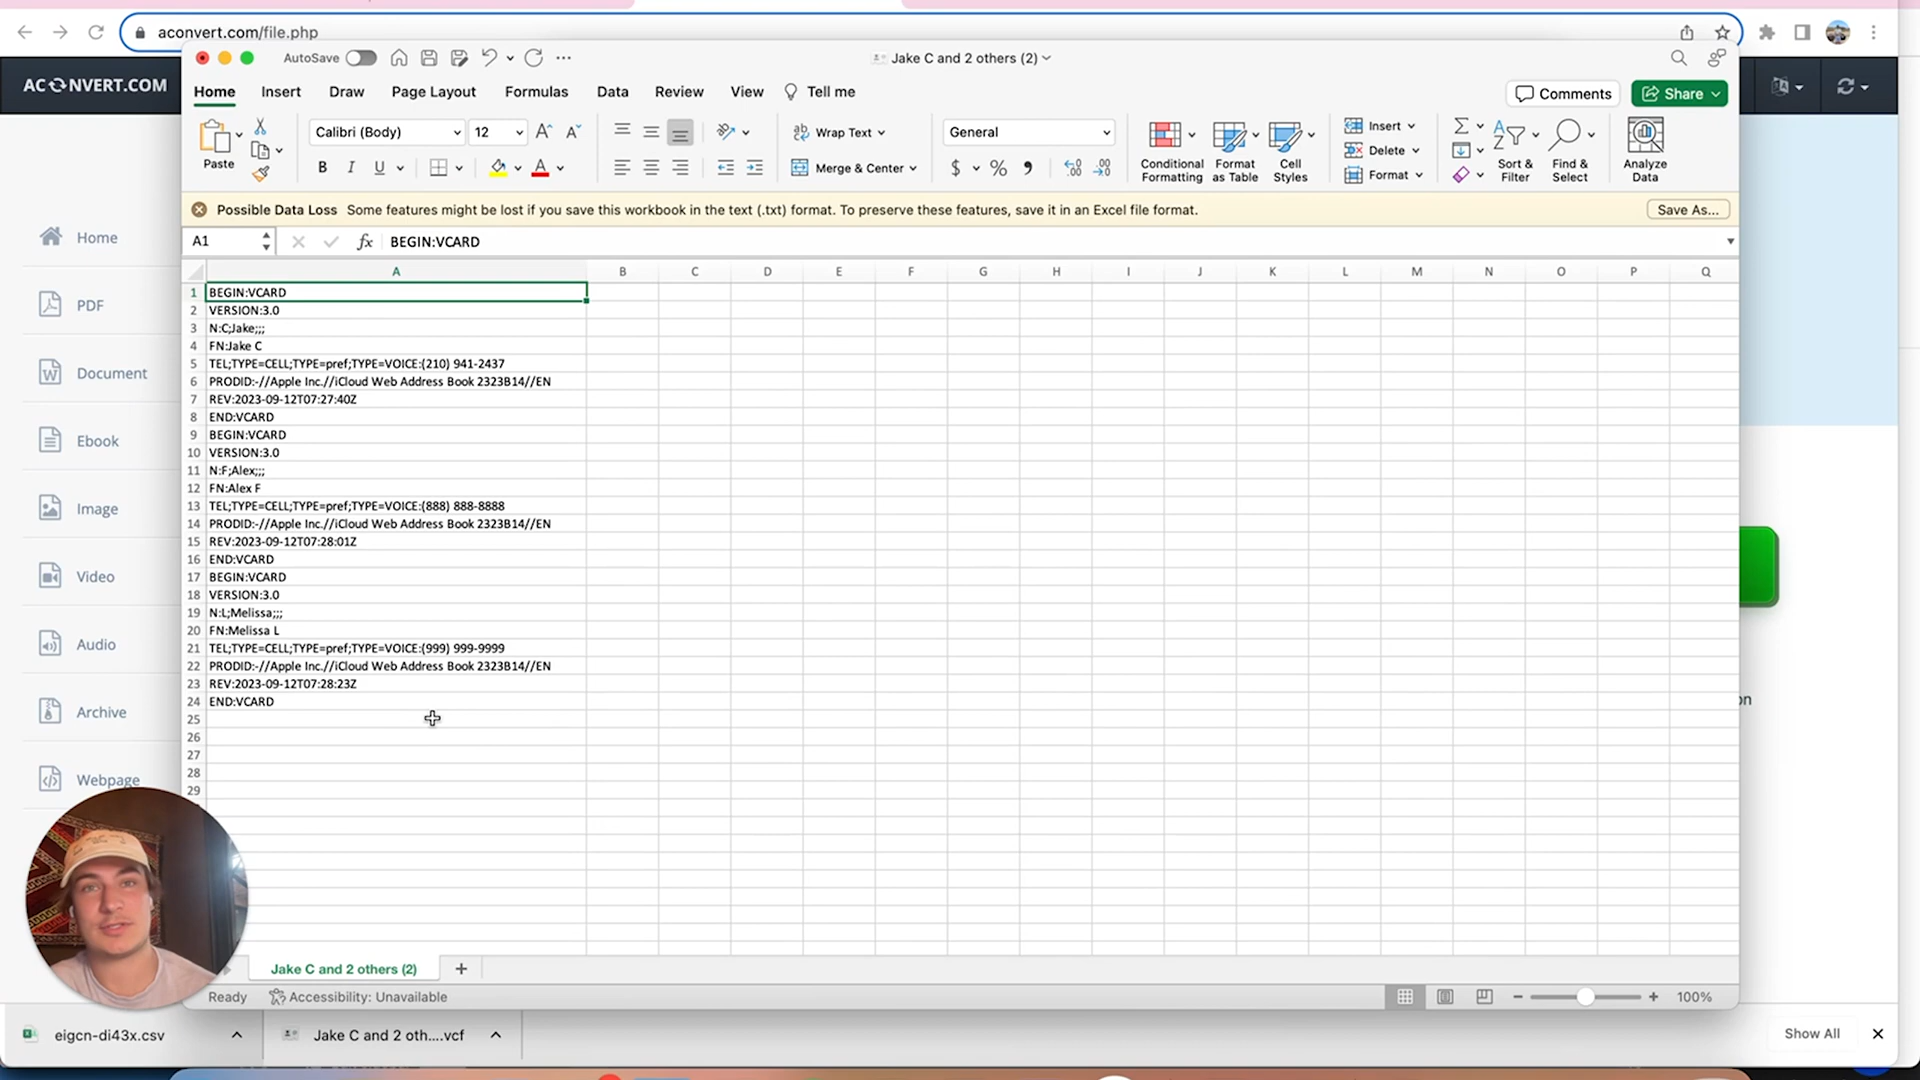 aconvert.com/file.php
AC NVERT.COM
AutoSave
Jake C and 2 others (2)
Home Insert Draw Page Layout Formulas Data Review View Tell me
Comments Share
Paste
Calibri (Body) 12
B I U
Wrap Text
Merge & Center
General
$ % ,
Conditional Formatting
Format as Table
Cell Styles
Insert
Delete
Format
Sort & Filter
Find & Select
Analyze Data
Possible Data Loss Some features might be lost if you save this workbook in the text (.txt) format. To preserve these features, save it in an Excel file format. Save As...
A1 fx BEGIN:VCARD
A B C D E F G H I J K L M N O P Q
1 BEGIN:VCARD
2 VERSION:3.0
3 N:C;Jake;;;
4 FN:Jake C
5 TEL;TYPE=CELL;TYPE=pref;TYPE=VOICE:(210) 941-2437
6 PRODID:-//Apple Inc.//iCloud Web Address Book 2323B14//EN
7 REV:2023-09-12T07:27:40Z
8 END:VCARD
9 BEGIN:VCARD
10 VERSION:3.0
11 N:F;Alex;;;
12 FN:Alex F
13 TEL;TYPE=CELL;TYPE=pref;TYPE=VOICE:(888) 888-8888
14 PRODID:-//Apple Inc.//iCloud Web Address Book 2323B14//EN
15 REV:2023-09-12T07:28:01Z
16 END:VCARD
17 BEGIN:VCARD
18 VERSION:3.0
19 N:L;Melissa;;;
20 FN:Melissa L
21 TEL;TYPE=CELL;TYPE=pref;TYPE=VOICE:(999) 999-9999
22 PRODID:-//Apple Inc.//iCloud Web Address Book 2323B14//EN
23 REV:2023-09-12T07:28:23Z
24 END:VCARD
25
26
27
28
29
Home
PDF
Document
Ebook
Image
Video
Audio
Archive
Webpage
on
Jake C and 2 others (2)
Ready Accessibility: Unavailable 100%
eigcn-di43x.csv
Jake C and 2 oth....vcf
Show All